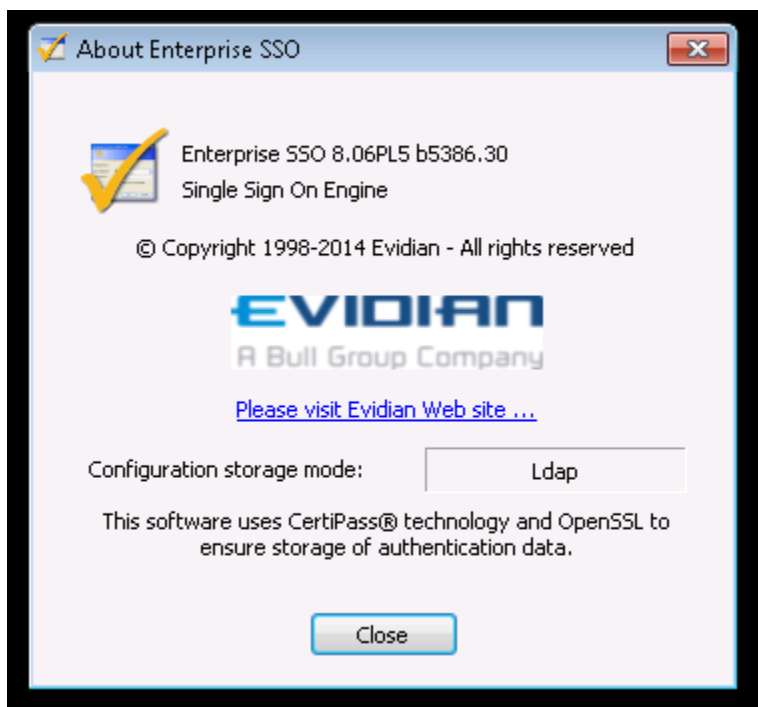 About Enterprise SSO
Enterprise SSO 8.06PL5 b5386.30
Single Sign On Engine
© Copyright 1998-2014 Evidian - All rights reserved
EVIDIAN
A Bull Group Company
Please visit Evidian Web site ...
Configuration storage mode: Ldap
This software uses CertiPass® technology and OpenSSL to
ensure storage of authentication data.
Close